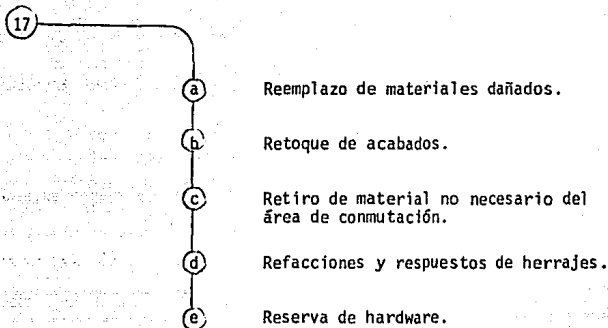 17
a Reemplazo de materiales dañados.
b Retoque de acabados.
c Retiro de material no necesario del
área de conmutación.
d Refacciones y respuestos de herrajes.
e Reserva de hardware.